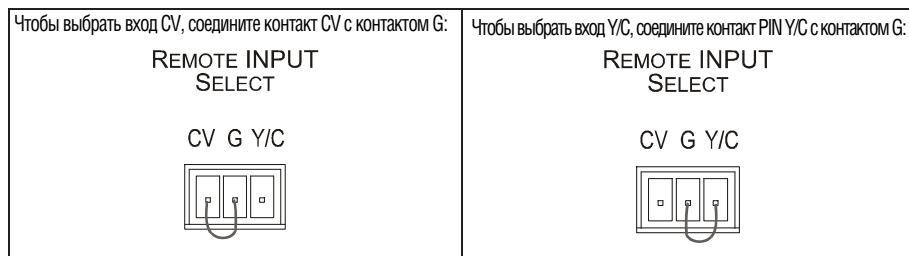 Чтобы выбрать вход CV, соедините контакт CV с контактом G:
REMOTE INPUT
SELECT
CV G Y/C
Чтобы выбрать вход Y/C, соедините контакт PIN Y/C с контактом G:
REMOTE INPUT
SELECT
CV G Y/C